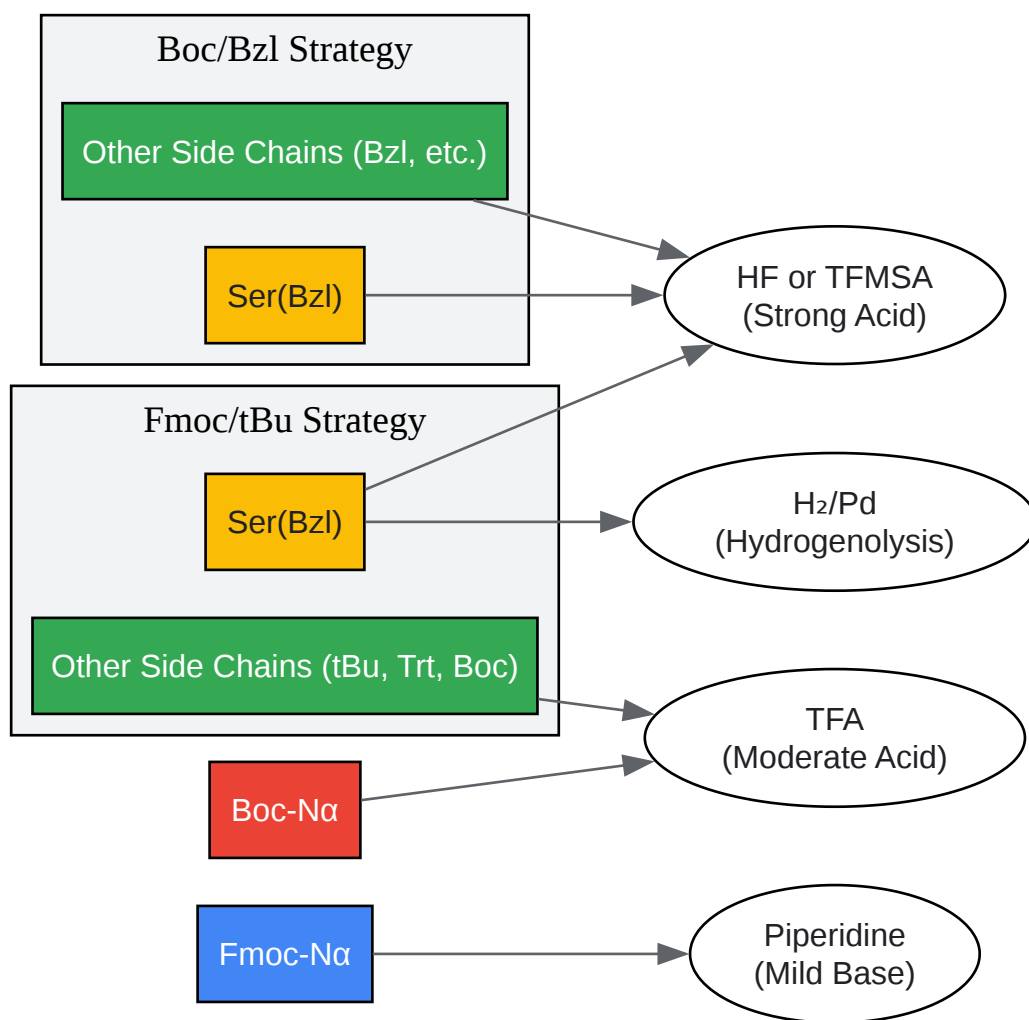 Boc/Bzl Strategy
Other Side Chains (Bzl, etc.)
Ser(Bzl)
HF or TFMSA
(Strong Acid)
Fmoc/tBu Strategy
Ser(Bzl)
H₂/Pd
(Hydrogenolysis)
Other Side Chains (tBu, Trt, Boc)
TFA
(Moderate Acid)
Boc-Nα
Fmoc-Nα
Piperidine
(Mild Base)